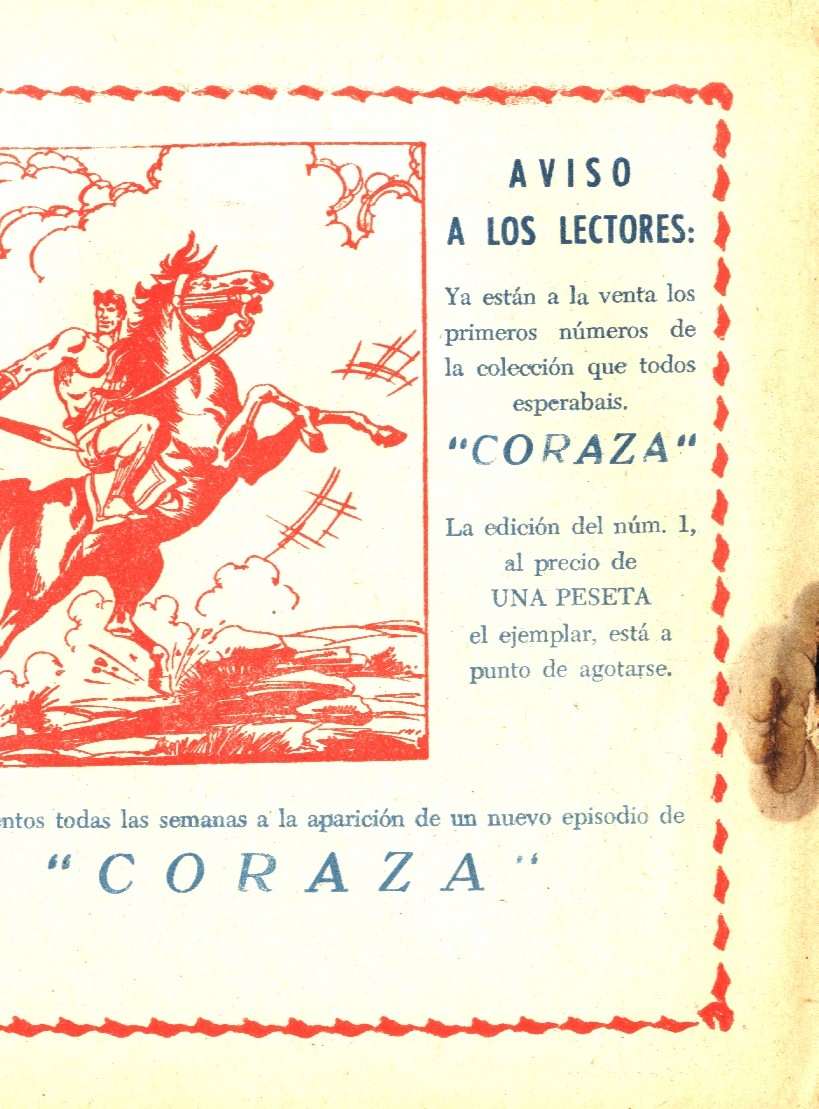 AVISO
A LOS LECTORES:
Ya están a la venta los
primeros números de
la colección que todos
esperabais.
"CORAZA"
La edición del núm. 1,
al precio de
UNA PESETA
el ejemplar, está a
punto de agotarse.
entos todas las semanas a la aparición de un nuevo episodio de
"CORAZA"